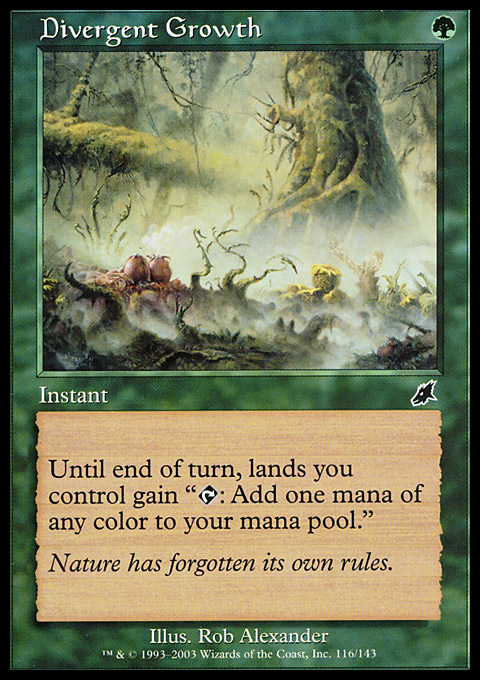 Divergent Growth
Instant
Until end of turn, lands you
control gain “: Add one mana of
any color to your mana pool.”
Nature has forgotten its own rules.
Illus. Rob Alexander
™ & © 1993–2003 Wizards of the Coast, Inc. 116/143